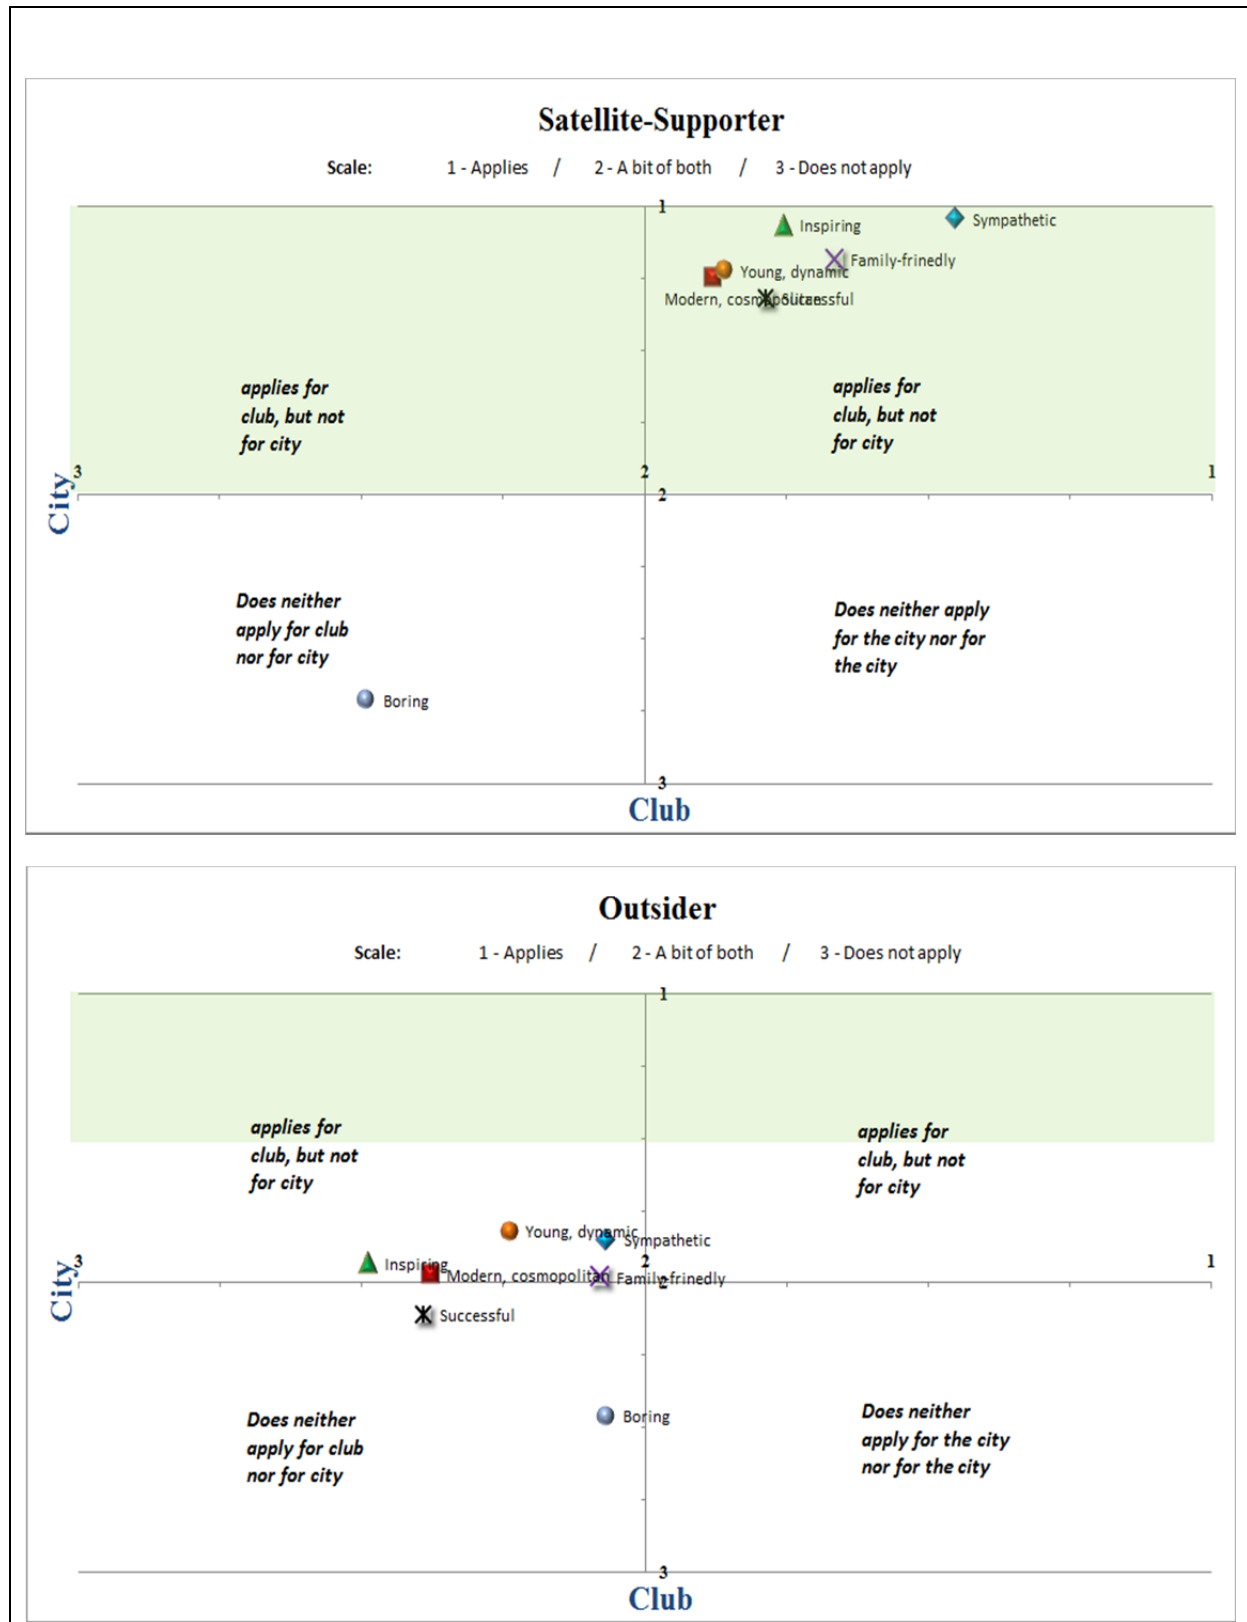 Satellite-Supporter
Scale: 1 - Applies / 2 - A bit of both / 3 - Does not apply
1
Inspiring
Sympathetic
Family-frinedly
Young, dynamic
Modern, cosmopolitan
Successful
applies for
club, but not
for city
applies for
club, but not
for city
3
2
1
City
2
Does neither
apply for club
nor for city
Does neither apply
for the city nor for
the city
Boring
3
Club
Outsider
Scale: 1 - Applies / 2 - A bit of both / 3 - Does not apply
1
applies for
club, but not
for city
applies for
club, but not
for city
Young, dynamic
Sympathetic
3
Inspiring
2
1
Modern, cosmopolitan
Family-frinedly
2
City
Successful
Boring
Does neither
apply for club
nor for city
Does neither
apply for the city
nor for the city
3
Club